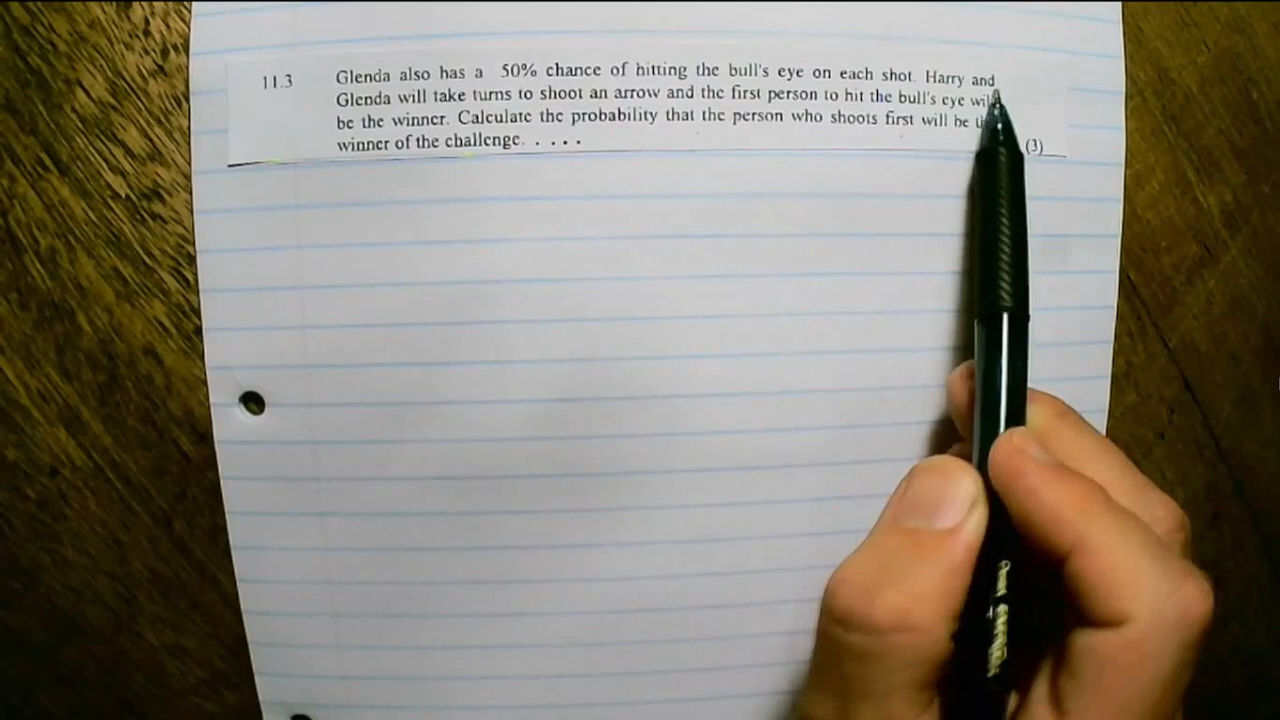 11.3 Glenda also has a 50% chance of hitting the bull's eye on each shot. Harry and
Glenda will take turns to shoot an arrow and the first person to hit the bull's eye
be the winner. Calculate the probability that the person who shoots first will be
winner of the challenge. . . . . (3)
Pentel